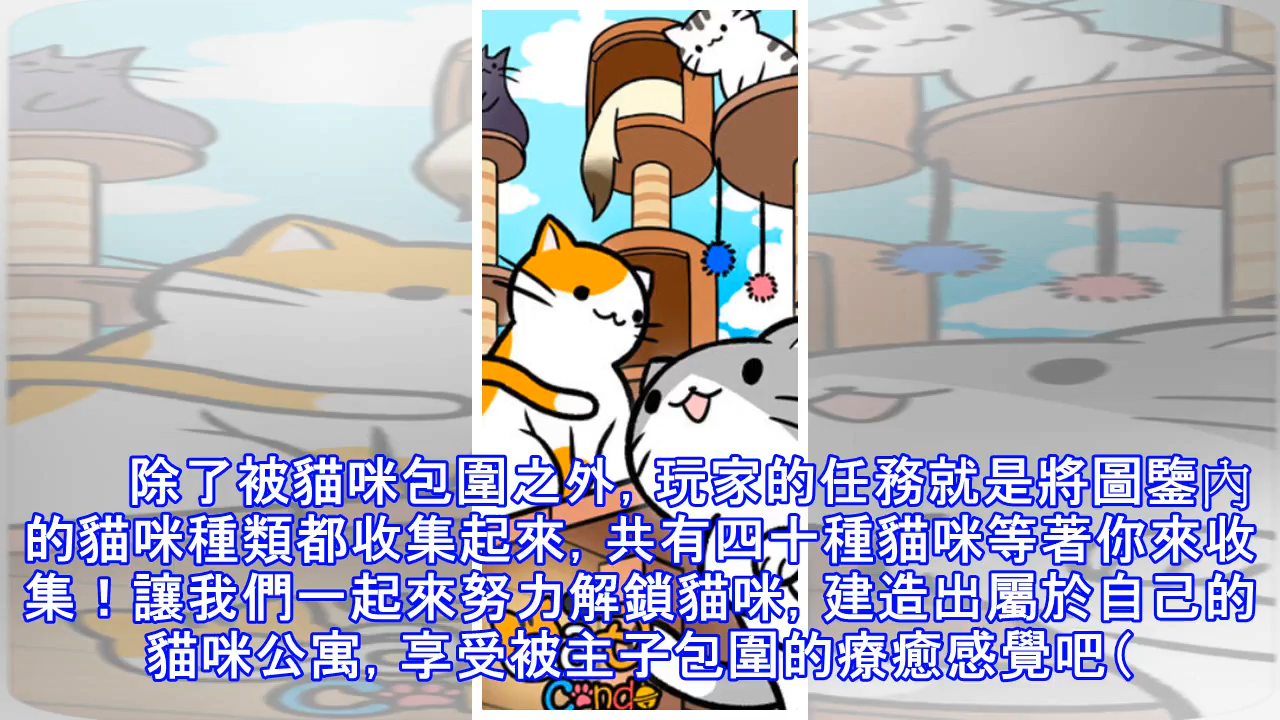 除了被貓咪包圍之外, 玩家的任務就是將圖鑒內
的貓咪種類都收集起來, 共有四十種貓咪等著你來收
集！讓我們一起來努力解鎖貓咪, 建造出屬於自己的
貓咪公寓, 享受被主子包圍的療癒感覺吧(
Condo